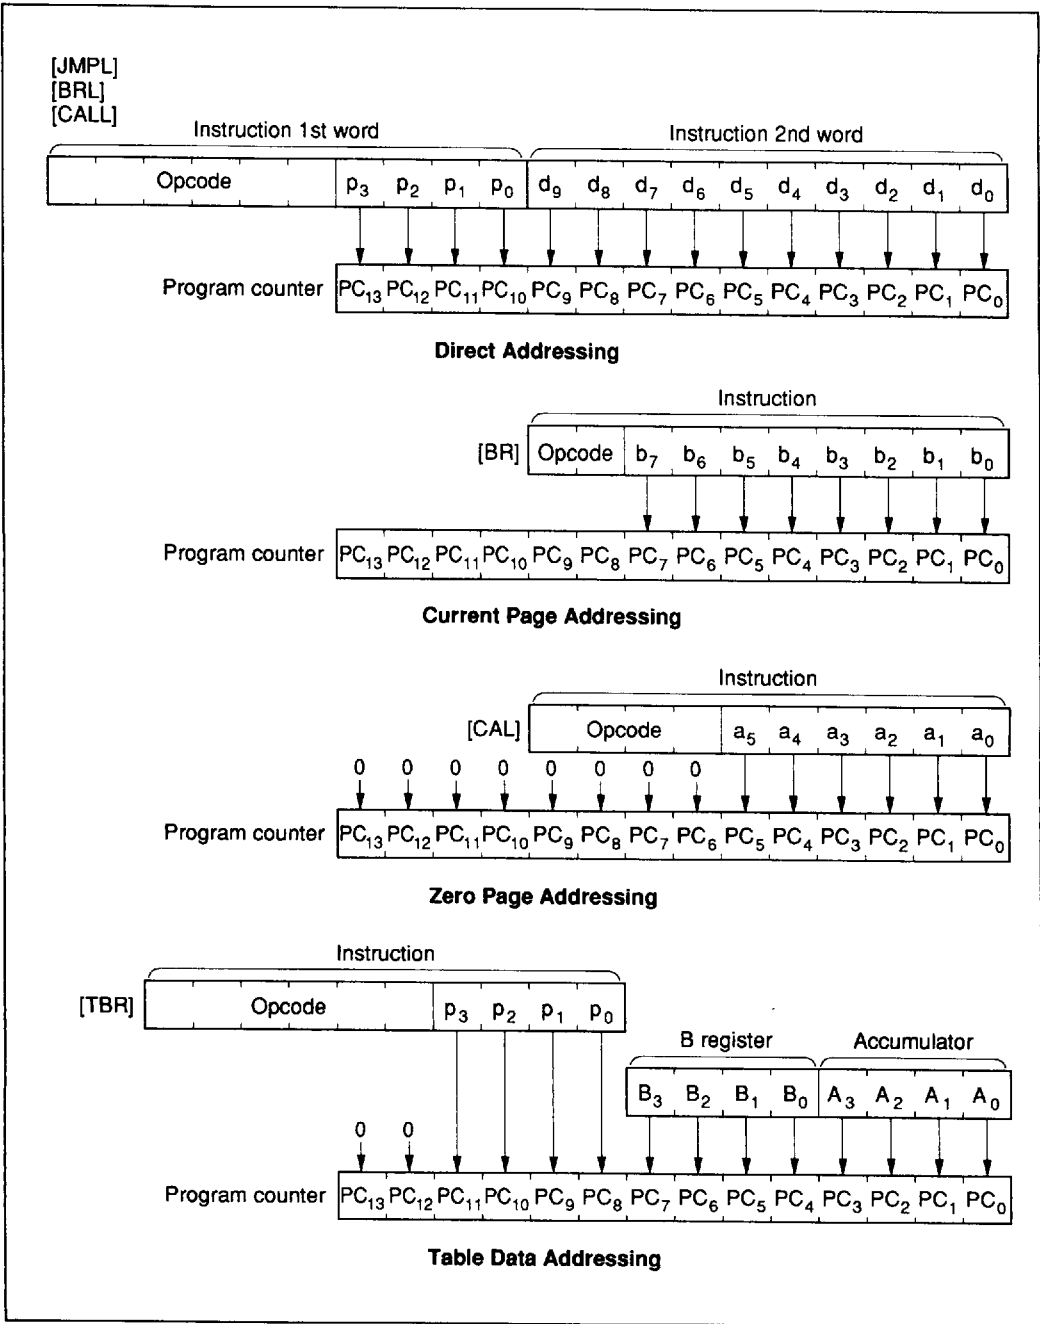 [JMPL]
[BRL]
[CALL]
Instruction 1st word Instruction 2nd word
Opcode p3 p2 p1 p0 d9 d8 d7 d6 d5 d4 d3 d2 d1 d0
Program counter PC13 PC12 PC11 PC10 PC9 PC8 PC7 PC6 PC5 PC4 PC3 PC2 PC1 PC0
Direct Addressing
Instruction
[BR] Opcode b7 b6 b5 b4 b3 b2 b1 b0
Program counter PC13 PC12 PC11 PC10 PC9 PC8 PC7 PC6 PC5 PC4 PC3 PC2 PC1 PC0
Current Page Addressing
Instruction
[CAL] Opcode a5 a4 a3 a2 a1 a0
0 0 0 0 0 0 0 0
Program counter PC13 PC12 PC11 PC10 PC9 PC8 PC7 PC6 PC5 PC4 PC3 PC2 PC1 PC0
Zero Page Addressing
Instruction
[TBR] Opcode p3 p2 p1 p0
B register Accumulator
B3 B2 B1 B0 A3 A2 A1 A0
0 0
Program counter PC13 PC12 PC11 PC10 PC9 PC8 PC7 PC6 PC5 PC4 PC3 PC2 PC1 PC0
Table Data Addressing